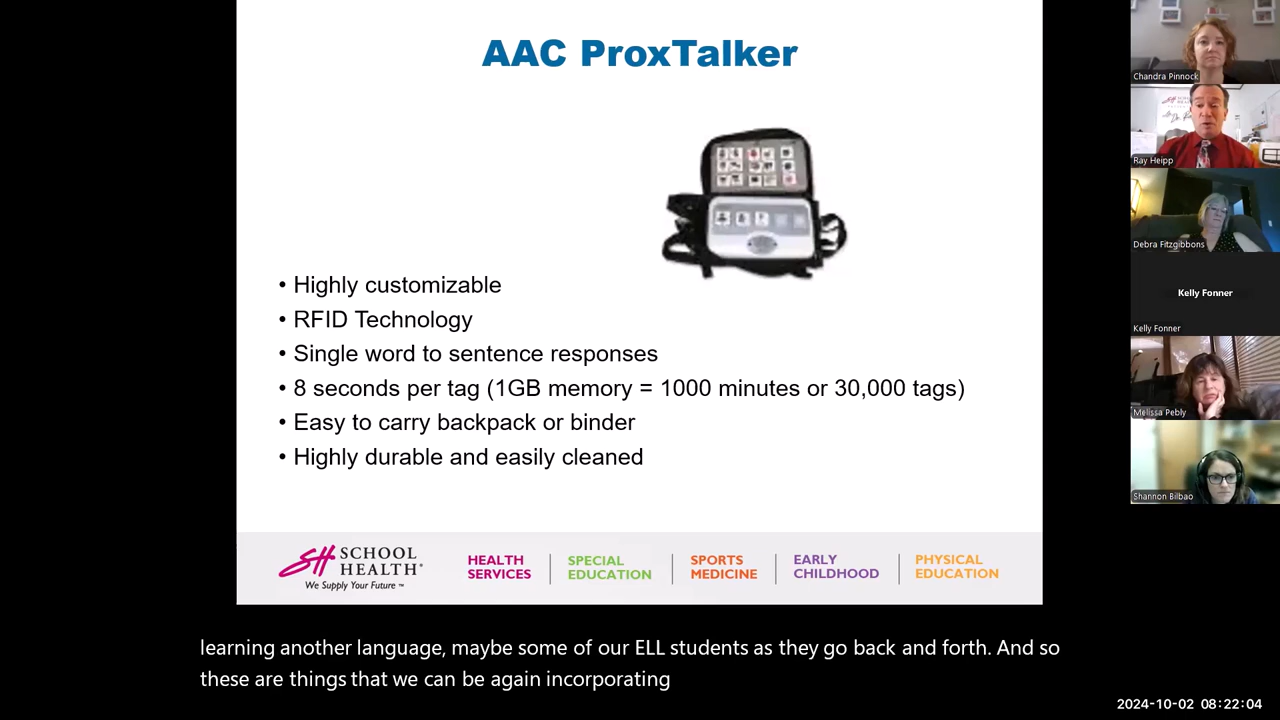 AAC ProxTalker
• Highly customizable
• RFID Technology
• Single word to sentence responses
• 8 seconds per tag (1GB memory = 1000 minutes or 30,000 tags)
• Easy to carry backpack or binder
• Highly durable and easily cleaned
SH SCHOOL
HEALTH®
We Supply Your Future ™
HEALTH
SERVICES
SPECIAL
EDUCATION
SPORTS
MEDICINE
EARLY
CHILDHOOD
PHYSICAL
EDUCATION
learning another language, maybe some of our ELL students as they go back and forth. And so
these are things that we can be again incorporating
Chandra Pinnock
Ray Heipp
Debra Fitzgibbons
Kelly Fonner
Kelly Fonner
Melissa Pebly
Shannon Bilbao
2024-10-02 08:22:04